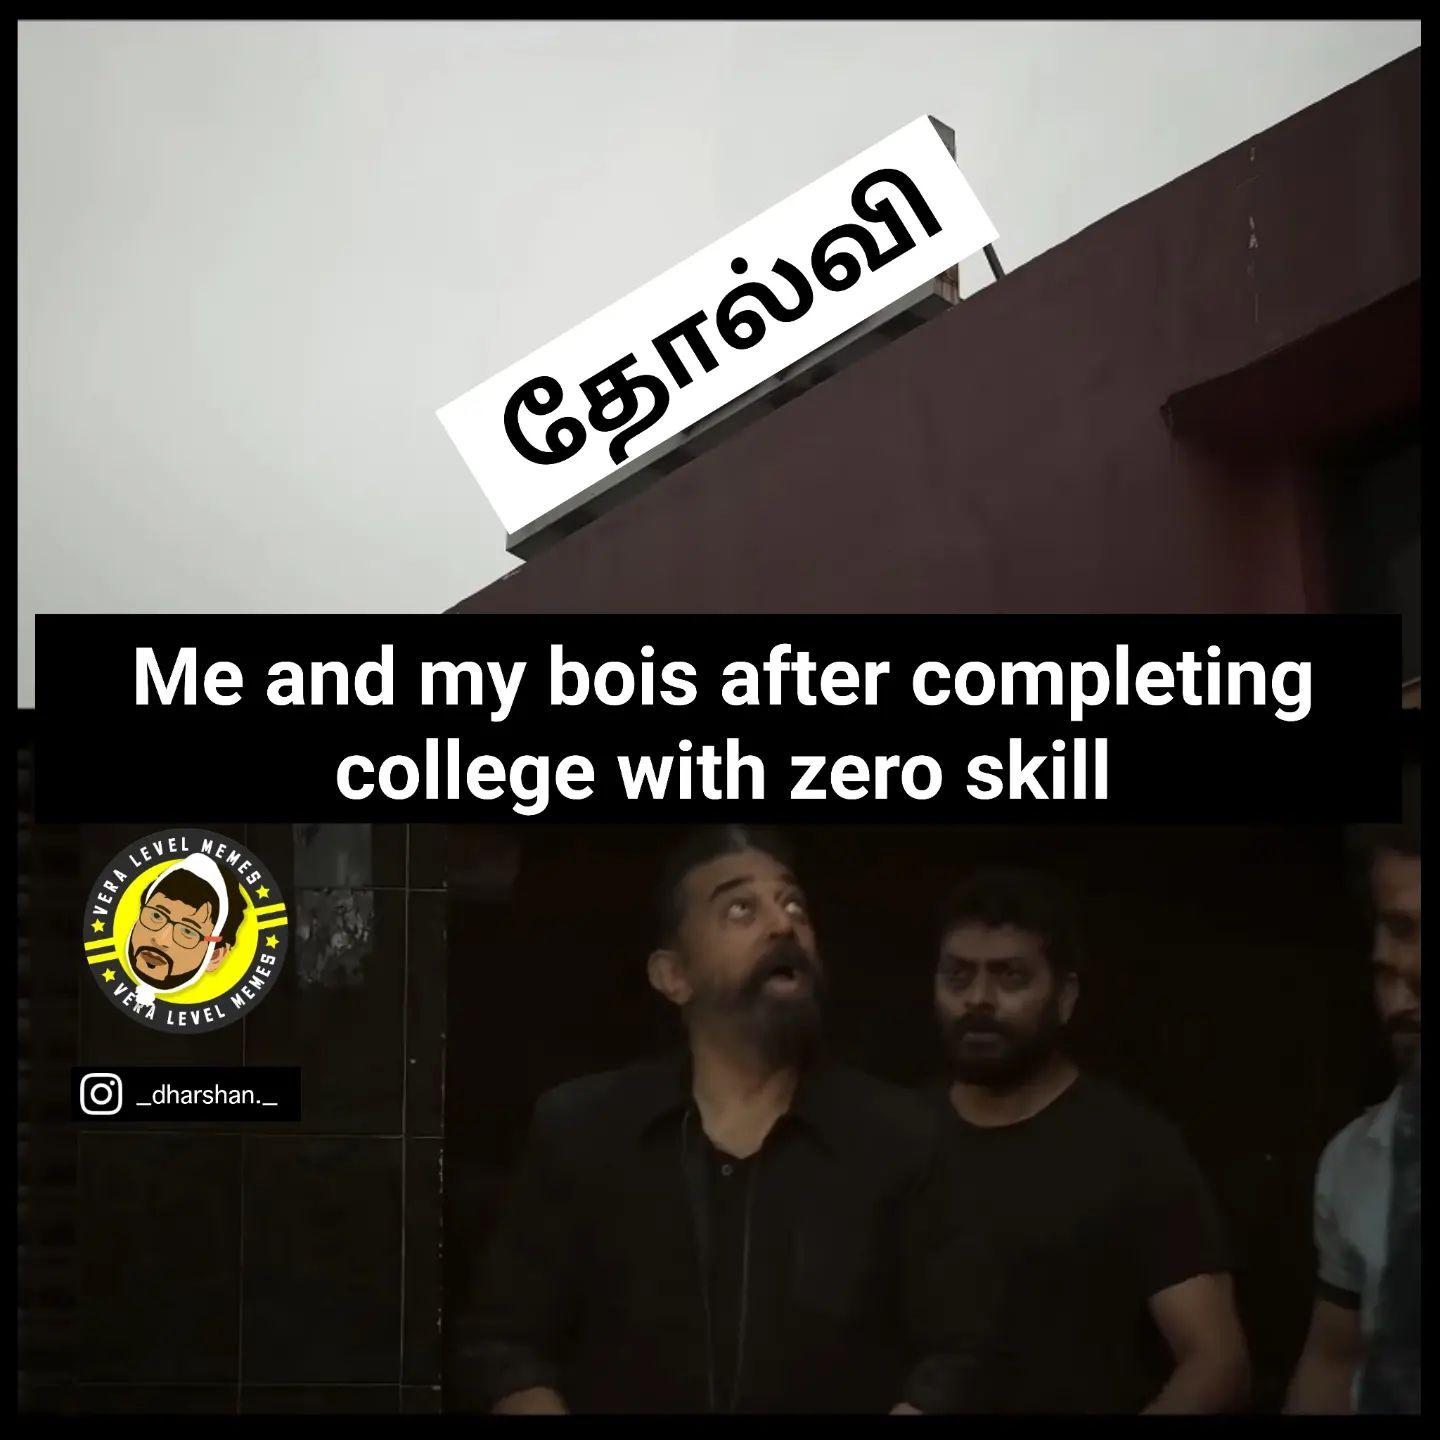 தோல்வி
Me and my bois after completing
college with zero skill
VERA LEVEL MEMES
VERA LEVEL MEMES
_dharshan._